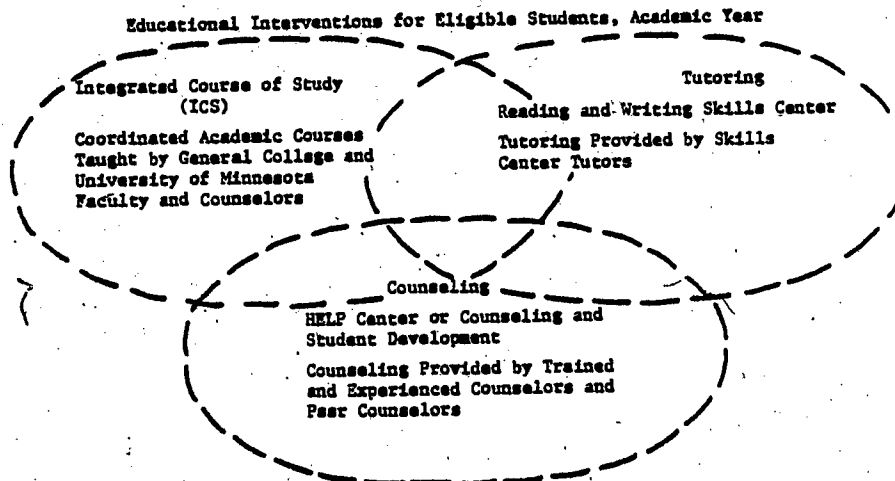 Educational Interventions for Eligible Students, Academic Year
Integrated Course of Study
(ICS)
Coordinated Academic Courses
Taught by General College and
University of Minnesota
Faculty and Counselors
Tutoring
Reading and Writing Skills Center
Tutoring Provided by Skills
Center Tutors
Counseling
HELP Center or Counseling and
Student Development
Counseling Provided by Trained
and Experienced Counselors and
Peer Counselors